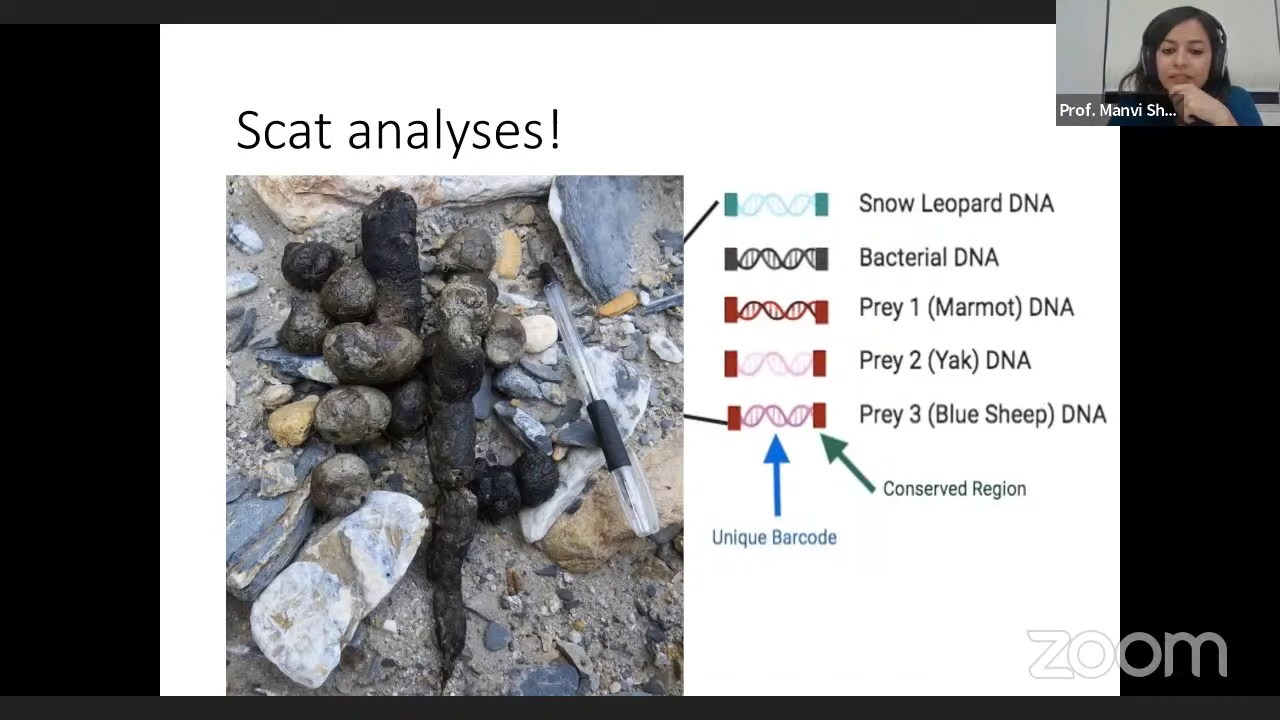 Prof. Manvi Sh...
Scat analyses!
Snow Leopard DNA
Bacterial DNA
Prey 1 (Marmot) DNA
Prey 2 (Yak) DNA
Prey 3 (Blue Sheep) DNA
Conserved Region
Unique Barcode
zoom